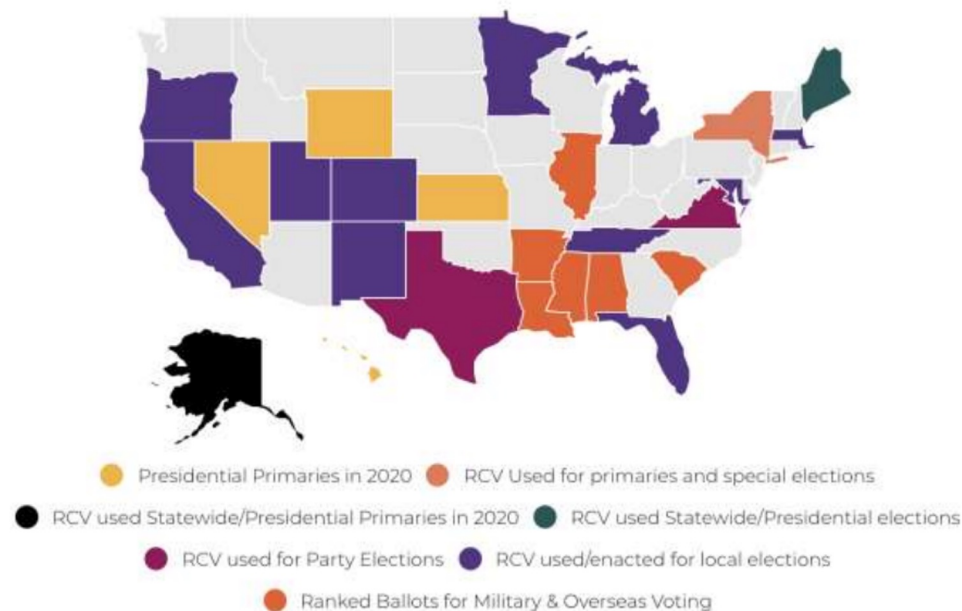 Presidential Primaries in 2020 RCV Used for primaries and special elections
RCV used Statewide/Presidential Primaries in 2020 RCV used Statewide/Presidential elections
RCV used for Party Elections RCV used/enacted for local elections
Ranked Ballots for Military & Overseas Voting